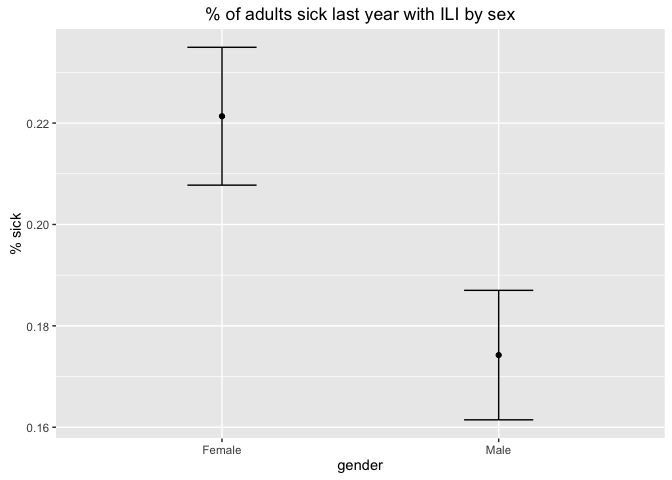 % of adults sick last year with ILI by sex
% sick
0.22
0.20
0.18
0.16
Female Male
gender